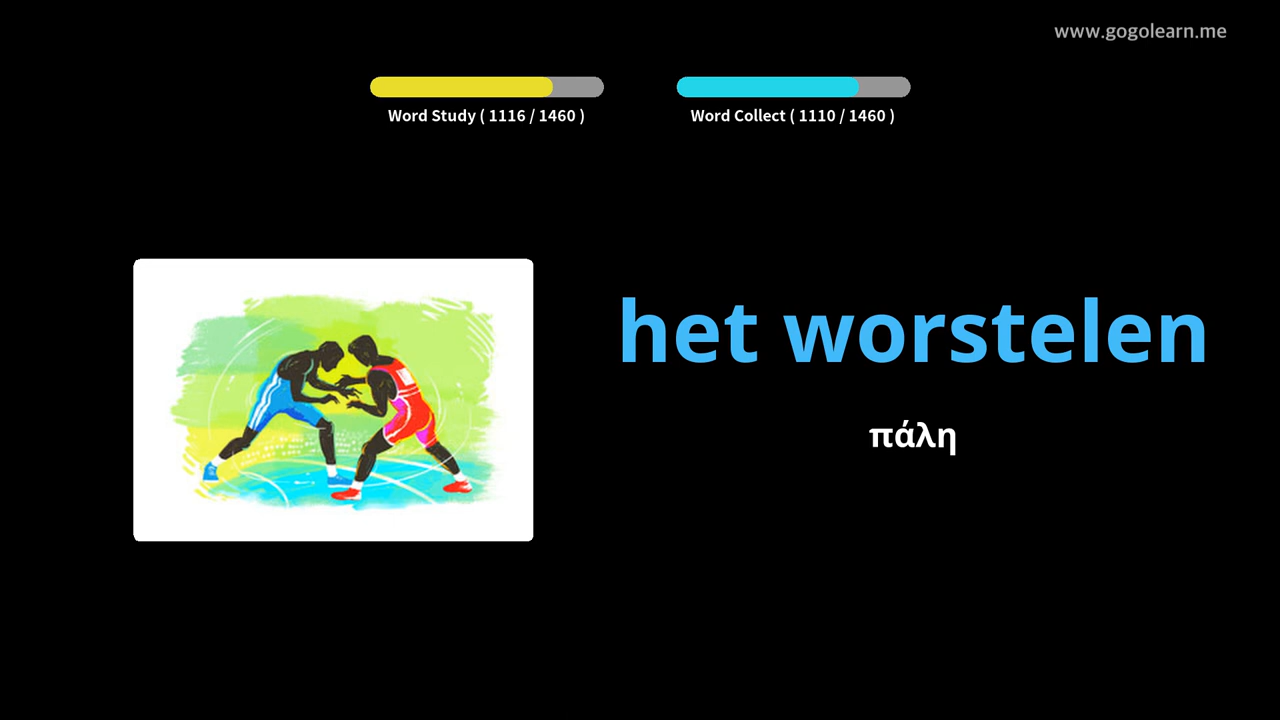 www.gogolearn.me
Word Study ( 1116 / 1460 )
Word Collect ( 1110 / 1460 )
het worstelen
πάλη